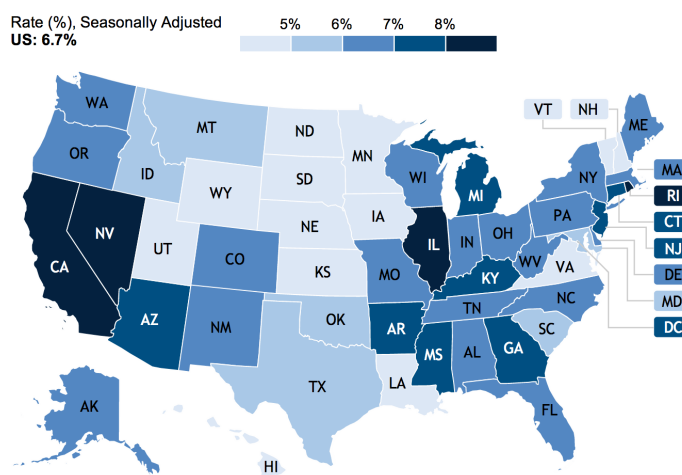 Rate (%), Seasonally Adjusted
US: 6.7%
5% 6% 7% 8%
WA
MT
ND
MN
VT NH
ME
OR
ID
WY
SD
WI
MI
NY
MA
RI
CT
NJ
DE
MD
DC
NV
UT
CO
NE
IA
IL
IN
OH
PA
CA
KS
MO
KY
WV
VA
AZ
NM
OK
AR
TN
NC
SC
TX
LA
MS
AL
GA
FL
AK
HI